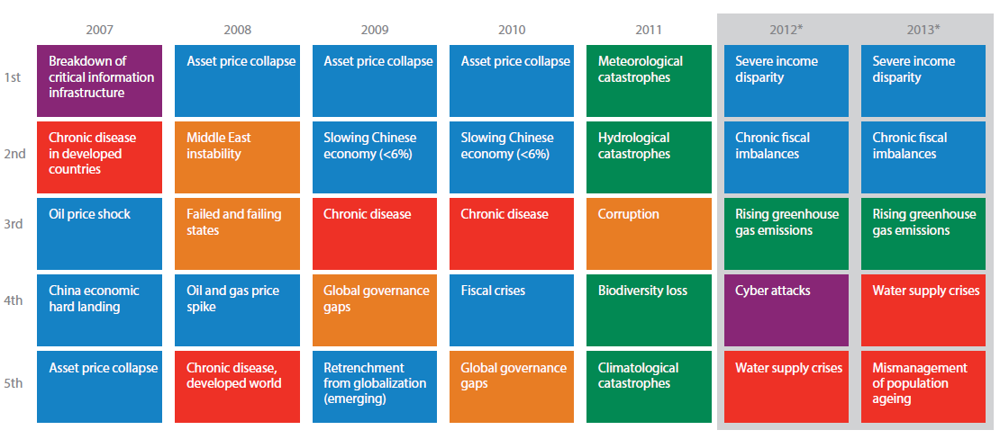 2007 2008 2009 2010 2011 2012* 2013*
1st
Breakdown of
critical information
infrastructure
Asset price collapse
Asset price collapse
Asset price collapse
Meteorological
catastrophes
Severe income
disparity
Severe income
disparity
2nd
Chronic disease
in developed
countries
Middle East
instability
Slowing Chinese
economy (<6%)
Slowing Chinese
economy (<6%)
Hydrological
catastrophes
Chronic fiscal
imbalances
Chronic fiscal
imbalances
3rd
Oil price shock
Failed and failing
states
Chronic disease
Chronic disease
Corruption
Rising greenhouse
gas emissions
Rising greenhouse
gas emissions
4th
China economic
hard landing
Oil and gas price
spike
Global governance
gaps
Fiscal crises
Biodiversity loss
Cyber attacks
Water supply crises
5th
Asset price collapse
Chronic disease,
developed world
Retrenchment
from globalization
(emerging)
Global governance
gaps
Climatological
catastrophes
Water supply crises
Mismanagement
of population
ageing